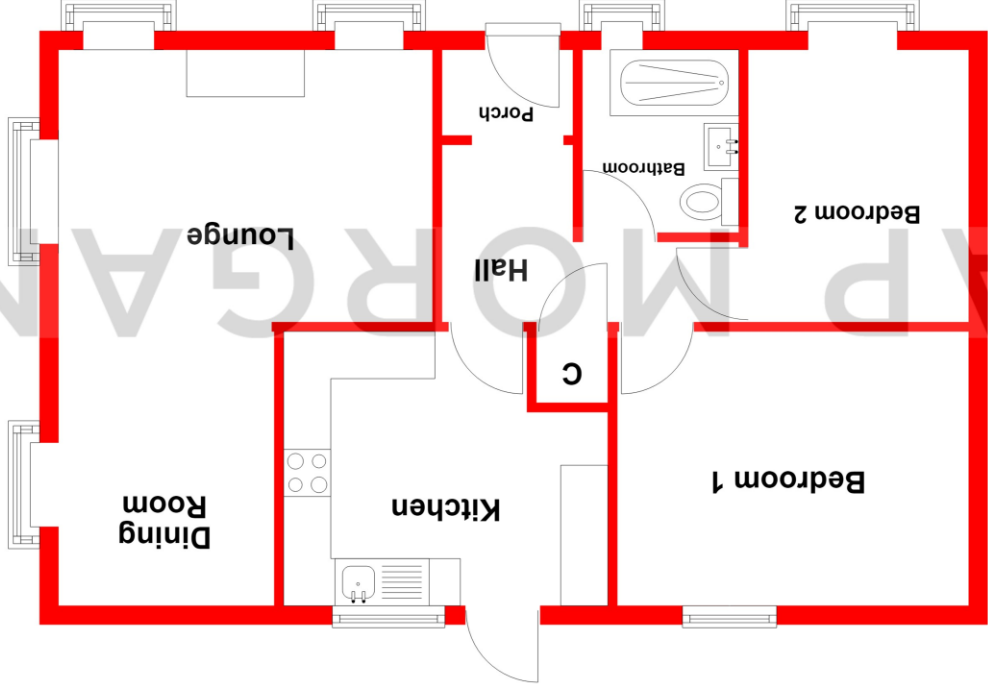 Bedroom 1
Kitchen
Dining
Room
C
AP MORGAN
Hall
Lounge
Bedroom 2
Bathroom
Porch